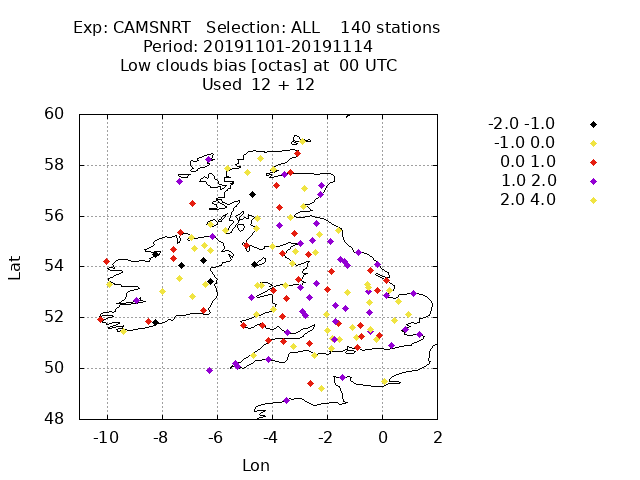 Exp: CAMSNRT Selection: ALL 140 stations
Period: 20191101-20191114
Low clouds bias [octas] at 00 UTC
Used 12 + 12
-2.0 -1.0
-1.0 0.0
0.0 1.0
1.0 2.0
2.0 4.0
60
58
56
54
52
50
48
Lat
-10 -8 -6 -4 -2 0 2
Lon